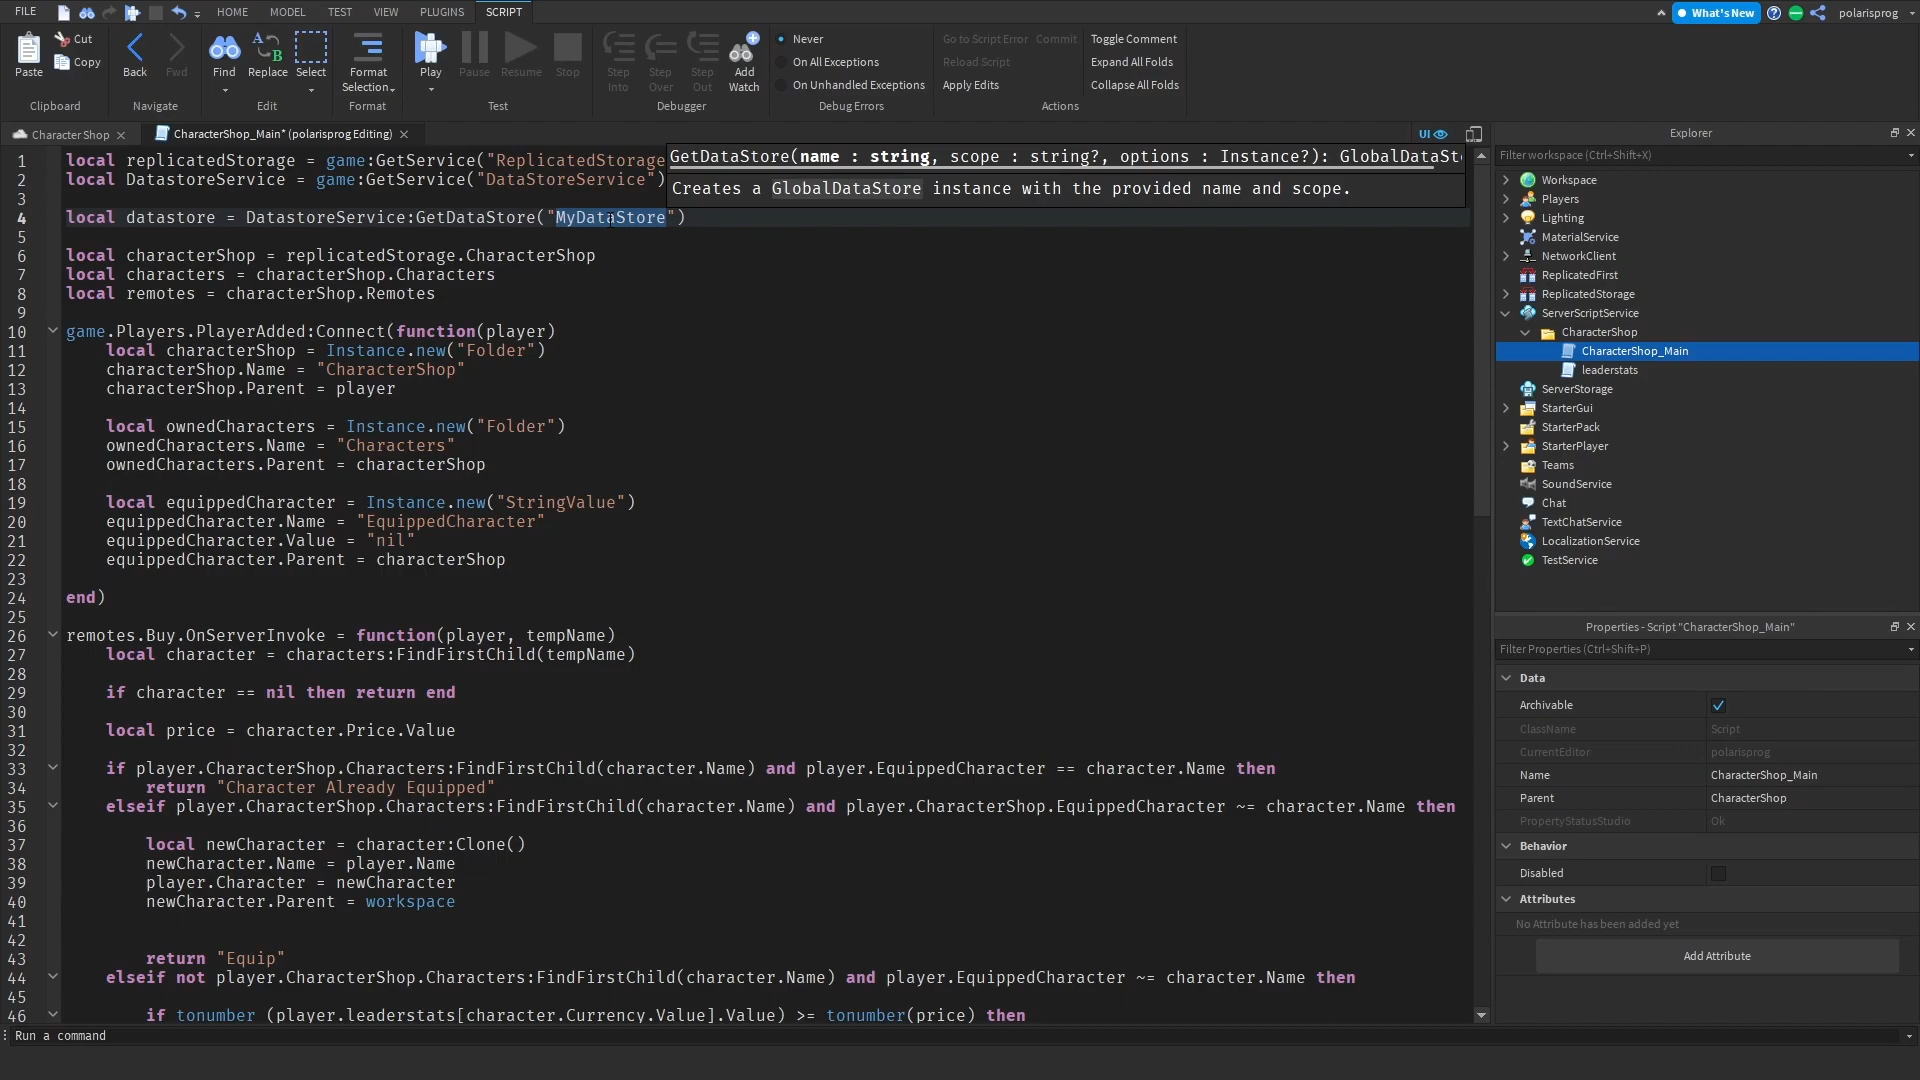 FILE
HOME MODEL TEST VIEW PLUGINS SCRIPT
What's New
polarisprog
Paste
Cut
Copy
Clipboard
Back
Fwd
Navigate
Find
Replace
Select
Edit
Format
Selection
Format
Play
Pause
Resume
Stop
Test
Step
Into
Step
Over
Step
Out
Add
Watch
Debugger
Never
On All Exceptions
On Unhandled Exceptions
Debug Errors
Go to Script Error Commit
Reload Script
Apply Edits
Toggle Comment
Expand All Folds
Collapse All Folds
Actions
Character Shop
CharacterShop_Main* (polarisprog Editing)
UI
1 local replicatedStorage = game:GetService("ReplicatedStorage
2 local DatastoreService = game:GetService("DataStoreService")
3
4 local datastore = DatastoreService:GetDataStore("MyDataStore")
5
6 local characterShop = replicatedStorage.CharacterShop
7 local characters = characterShop.Characters
8 local remotes = characterShop.Remotes
9
10 game.Players.PlayerAdded:Connect(function(player)
11 local characterShop = Instance.new("Folder")
12 characterShop.Name = "CharacterShop"
13 characterShop.Parent = player
14
15 local ownedCharacters = Instance.new("Folder")
16 ownedCharacters.Name = "Characters"
17 ownedCharacters.Parent = characterShop
18
19 local equippedCharacter = Instance.new("StringValue")
20 equippedCharacter.Name = "EquippedCharacter"
21 equippedCharacter.Value = "nil"
22 equippedCharacter.Parent = characterShop
23
24 end)
25
26 remotes.Buy.OnServerInvoke = function(player, tempName)
27 local character = characters:FindFirstChild(tempName)
28
29 if character == nil then return end
30
31 local price = character.Price.Value
32
33 if player.CharacterShop.Characters:FindFirstChild(character.Name) and player.EquippedCharacter == character.Name then
34 return "Character Already Equipped"
35 elseif player.CharacterShop.Characters:FindFirstChild(character.Name) and player.CharacterShop.EquippedCharacter ~= character.Name then
36
37 local newCharacter = character:Clone()
38 newCharacter.Name = player.Name
39 player.Character = newCharacter
40 newCharacter.Parent = workspace
41
42
43 return "Equip"
44 elseif not player.CharacterShop.Characters:FindFirstChild(character.Name) and player.EquippedCharacter ~= character.Name then
45
46 if tonumber (player.leaderstats[character.Currency.Value].Value) >= tonumber(price) then
GetDataStore(name : string, scope : string?, options : Instance?): GlobalDataSt
Creates a GlobalDataStore instance with the provided name and scope.
Run a command
Explorer
Filter workspace (Ctrl+Shift+X)
Workspace
Players
Lighting
MaterialService
NetworkClient
ReplicatedFirst
ReplicatedStorage
ServerScriptService
CharacterShop
CharacterShop_Main
leaderstats
ServerStorage
StarterGui
StarterPack
StarterPlayer
Teams
SoundService
Chat
TextChatService
LocalizationService
TestService
Properties - Script "CharacterShop_Main"
Filter Properties (Ctrl+Shift+P)
Data
Archivable
ClassName Script
CurrentEditor polarisprog
Name CharacterShop_Main
Parent CharacterShop
PropertyStatusStudio Ok
Behavior
Disabled
Attributes
No Attribute has been added yet
Add Attribute